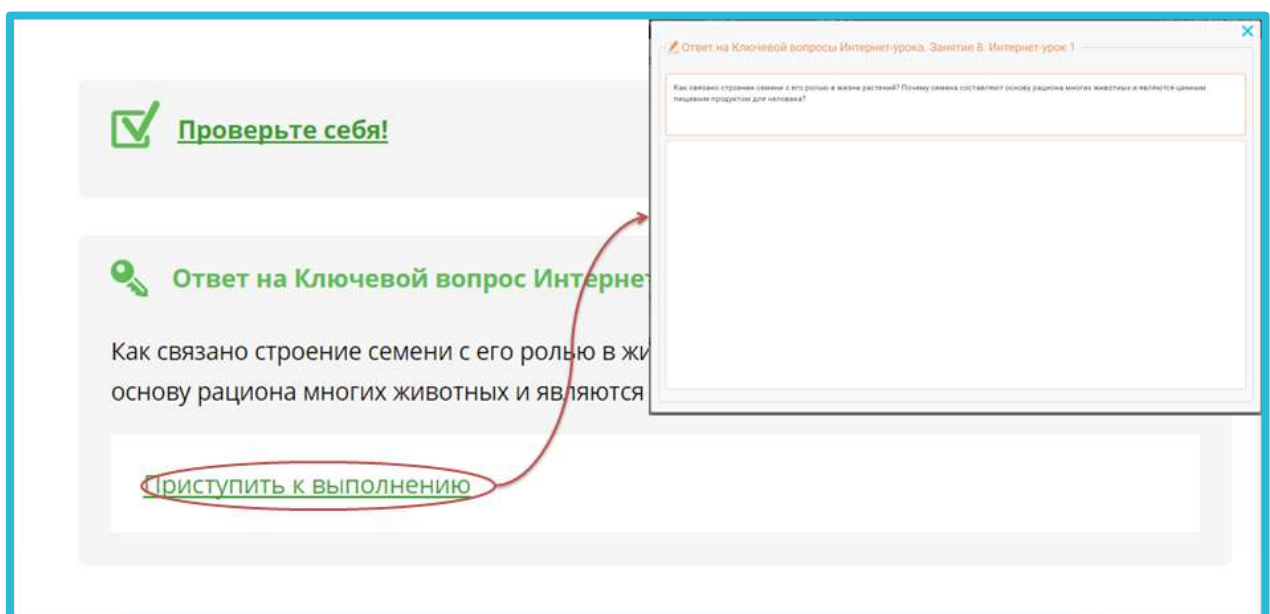 Ответ на Ключевой вопросы Интернет-урока. Занятие 8. Интернет-урок 1
Как связано строение семени с его ролью в жизни растений? Почему семена составляют основу рациона многих животных и являются ценным
пищевым продуктом для человека?
Проверьте себя!
Ответ на Ключевой вопрос Интерне
Как связано строение семени с его ролью в жи
основу рациона многих животных и являются
Приступить к выполнению